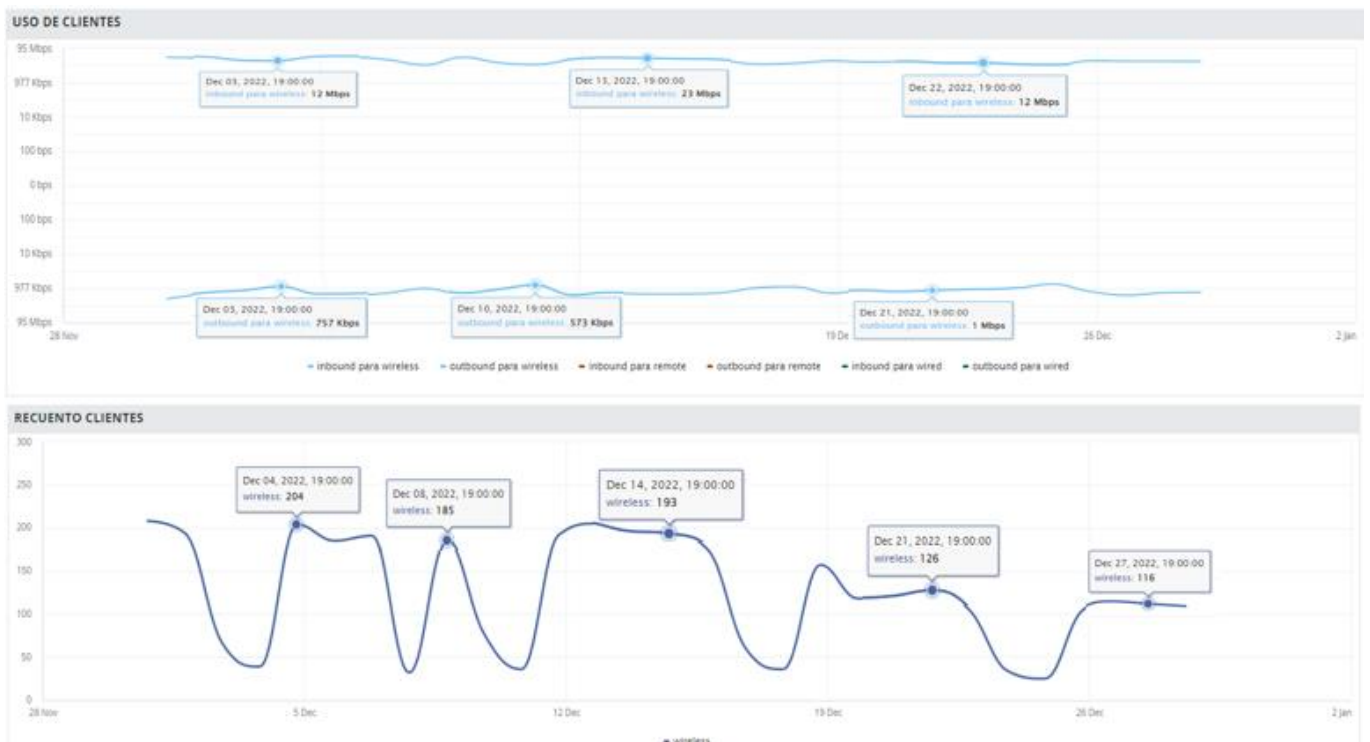 USO DE CLIENTES
95 Mbps
977 Kbps
10 Kbps
100 bps
0 bps
100 bps
10 Kbps
977 Kbps
95 Mbps
Dec 03, 2022, 19:00:00
inbound para wireless: 12 Mbps
Dec 13, 2022, 19:00:00
inbound para wireless: 23 Mbps
Dec 22, 2022, 19:00:00
inbound para wireless: 12 Mbps
Dec 03, 2022, 19:00:00
outbound para wireless: 757 Kbps
Dec 10, 2022, 19:00:00
outbound para wireless: 573 Kbps
Dec 21, 2022, 19:00:00
outbound para wireless: 1 Mbps
28 Nov 19 De 26 Dec 2 Jan
inbound para wireless outbound para wireless inbound para remote outbound para remote inbound para wired outbound para wired
RECUENTO CLIENTES
300
250
200
150
100
50
0
Dec 04, 2022, 19:00:00
wireless: 204
Dec 08, 2022, 19:00:00
wireless: 185
Dec 14, 2022, 19:00:00
wireless: 193
Dec 21, 2022, 19:00:00
wireless: 126
Dec 27, 2022, 19:00:00
wireless: 116
28 Nov 5 Dec 12 Dec 19 Dec 26 Dec 2 Jan
wireless